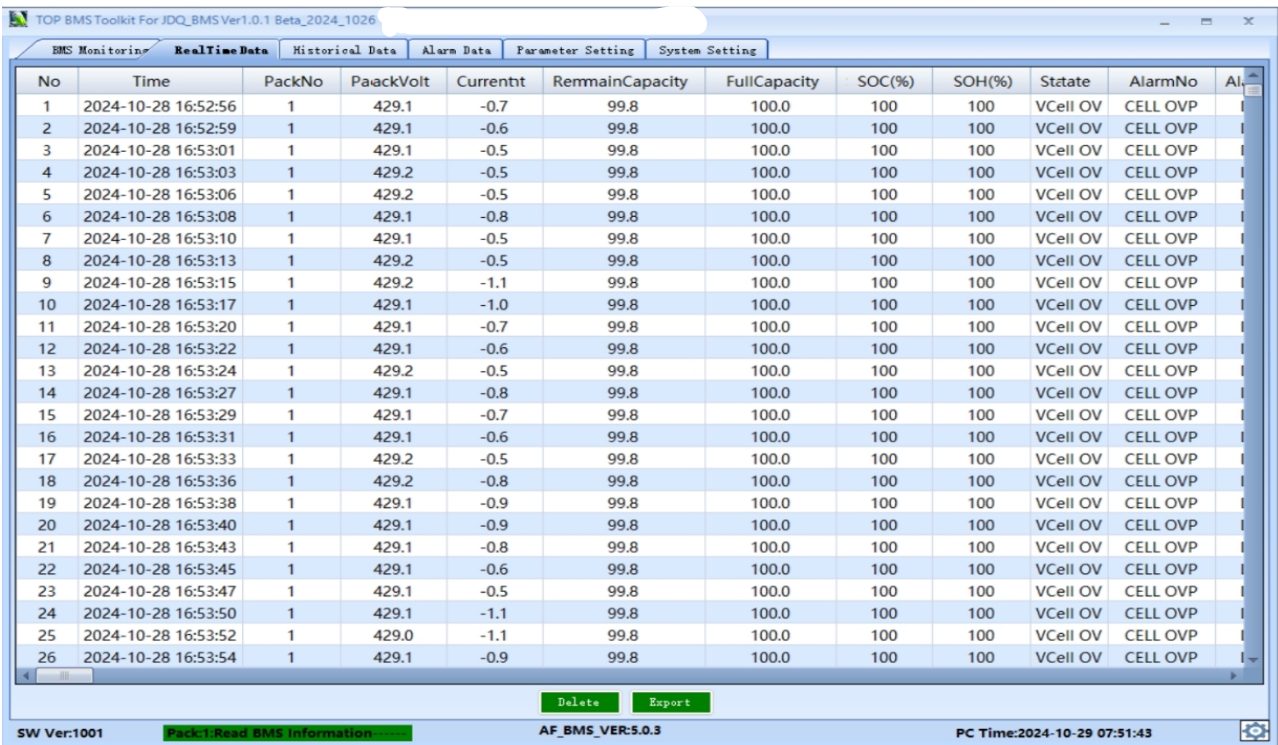 TOP BMS Toolkit For JDQ_BMS Ver1.0.1 Beta_2024_1026
BMS Monitoring RealTimeData Historical Data Alarm Data Parameter Setting System Setting
No Time PackNo PaackVolt Currentnt RemmainCapacity FullCapacity SOC(%) SOH(%) Sttate AlarmNo
1 2024-10-28 16:52:56 1 429.1 -0.7 99.8 100.0 100 100 VCell OV CELL OVP
2 2024-10-28 16:52:59 1 429.1 -0.6 99.8 100.0 100 100 VCell OV CELL OVP
3 2024-10-28 16:53:01 1 429.1 -0.5 99.8 100.0 100 100 VCell OV CELL OVP
4 2024-10-28 16:53:03 1 429.2 -0.5 99.8 100.0 100 100 VCell OV CELL OVP
5 2024-10-28 16:53:06 1 429.2 -0.5 99.8 100.0 100 100 VCell OV CELL OVP
6 2024-10-28 16:53:08 1 429.1 -0.8 99.8 100.0 100 100 VCell OV CELL OVP
7 2024-10-28 16:53:10 1 429.1 -0.5 99.8 100.0 100 100 VCell OV CELL OVP
8 2024-10-28 16:53:13 1 429.2 -0.5 99.8 100.0 100 100 VCell OV CELL OVP
9 2024-10-28 16:53:15 1 429.2 -1.1 99.8 100.0 100 100 VCell OV CELL OVP
10 2024-10-28 16:53:17 1 429.1 -1.0 99.8 100.0 100 100 VCell OV CELL OVP
11 2024-10-28 16:53:20 1 429.1 -0.7 99.8 100.0 100 100 VCell OV CELL OVP
12 2024-10-28 16:53:22 1 429.1 -0.6 99.8 100.0 100 100 VCell OV CELL OVP
13 2024-10-28 16:53:24 1 429.2 -0.5 99.8 100.0 100 100 VCell OV CELL OVP
14 2024-10-28 16:53:27 1 429.1 -0.8 99.8 100.0 100 100 VCell OV CELL OVP
15 2024-10-28 16:53:29 1 429.1 -0.7 99.8 100.0 100 100 VCell OV CELL OVP
16 2024-10-28 16:53:31 1 429.1 -0.6 99.8 100.0 100 100 VCell OV CELL OVP
17 2024-10-28 16:53:33 1 429.2 -0.5 99.8 100.0 100 100 VCell OV CELL OVP
18 2024-10-28 16:53:36 1 429.2 -0.8 99.8 100.0 100 100 VCell OV CELL OVP
19 2024-10-28 16:53:38 1 429.1 -0.9 99.8 100.0 100 100 VCell OV CELL OVP
20 2024-10-28 16:53:40 1 429.1 -0.9 99.8 100.0 100 100 VCell OV CELL OVP
21 2024-10-28 16:53:43 1 429.1 -0.8 99.8 100.0 100 100 VCell OV CELL OVP
22 2024-10-28 16:53:45 1 429.1 -0.6 99.8 100.0 100 100 VCell OV CELL OVP
23 2024-10-28 16:53:47 1 429.1 -0.5 99.8 100.0 100 100 VCell OV CELL OVP
24 2024-10-28 16:53:50 1 429.1 -1.1 99.8 100.0 100 100 VCell OV CELL OVP
25 2024-10-28 16:53:52 1 429.0 -1.1 99.8 100.0 100 100 VCell OV CELL OVP
26 2024-10-28 16:53:54 1 429.1 -0.9 99.8 100.0 100 100 VCell OV CELL OVP
Delete Export
SW Ver:1001 Pack:1:Read BMS Information------ AF_BMS_VER:5.0.3 PC Time:2024-10-29 07:51:43